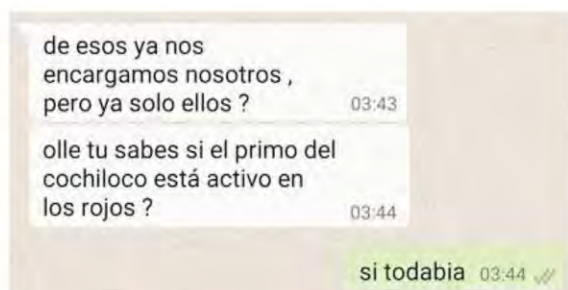 de esos ya nos
encargamos nosotros ,
pero ya solo ellos ?
03:43
olle tu sabes si el primo del
cochiloco está activo en
los rojos ?
03:44
si todabia 03:44